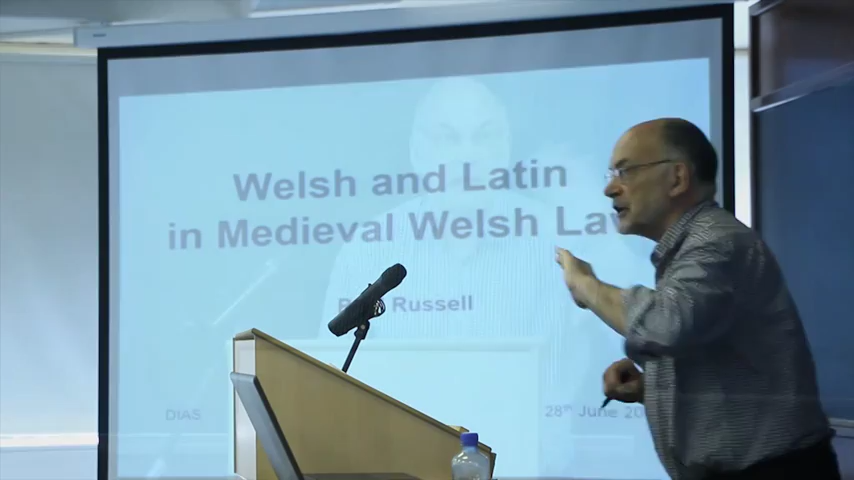 Welsh and Latin
in Medieval Welsh
Russell
DIAS
28th June